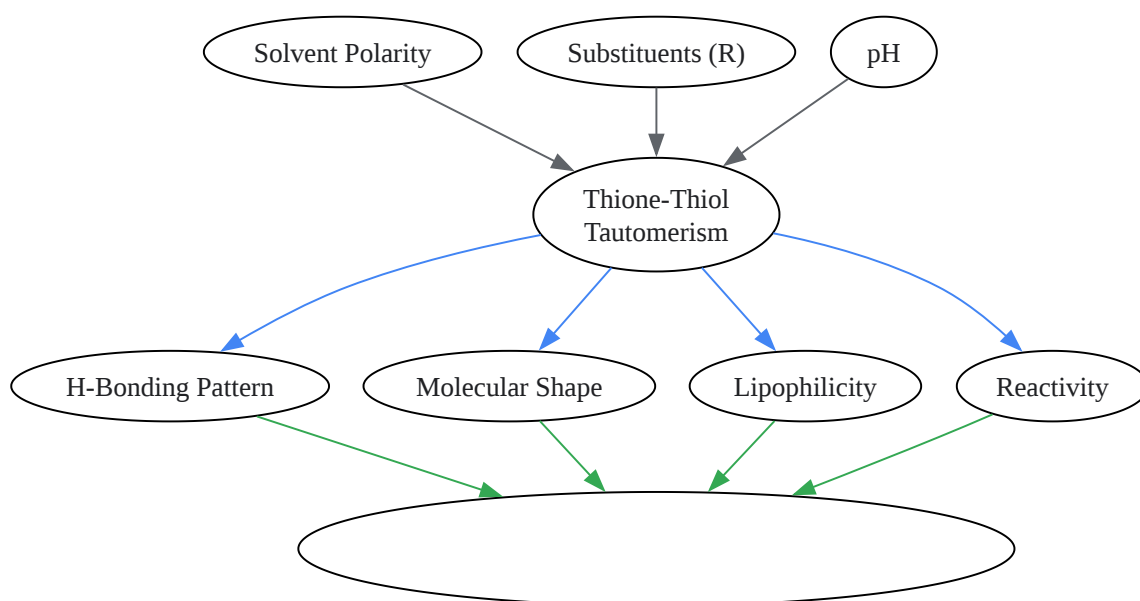 Solvent Polarity
Substituents (R)
pH
Thione-Thiol
Tautomerism
H-Bonding Pattern
Molecular Shape
Lipophilicity
Reactivity